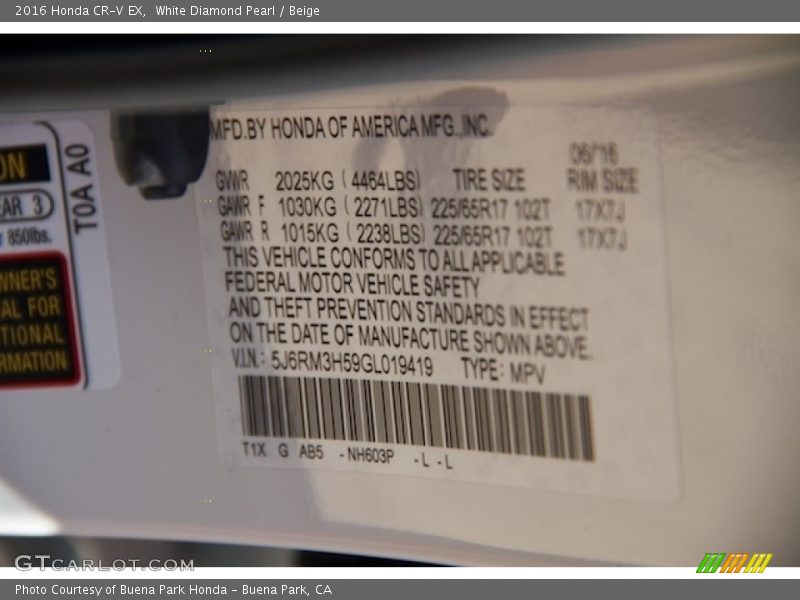 2016 Honda CR-V EX, White Diamond Pearl / Beige
MFD.BY HONDA OF AMERICA MFG.,INC.
06/16
GVWR 2025KG ( 4464LBS) TIRE SIZE RIM SIZE
GAWR F 1030KG ( 2271LBS) 225/65R17 102T 17X7J
GAWR R 1015KG ( 2238LBS) 225/65R17 102T 17X7J
THIS VEHICLE CONFORMS TO ALL APPLICABLE
FEDERAL MOTOR VEHICLE SAFETY
AND THEFT PREVENTION STANDARDS IN EFFECT
ON THE DATE OF MANUFACTURE SHOWN ABOVE.
V.I.N.: 5J6RM3H59GL019419 TYPE: MPV
T1X G AB5 -NH603P -L -L
T0A A0
ON
EAR 3
850lbs.
WNER'S
AL FOR
TIONAL
RMATION
GTCARLOT.COM
Photo Courtesy of Buena Park Honda - Buena Park, CA